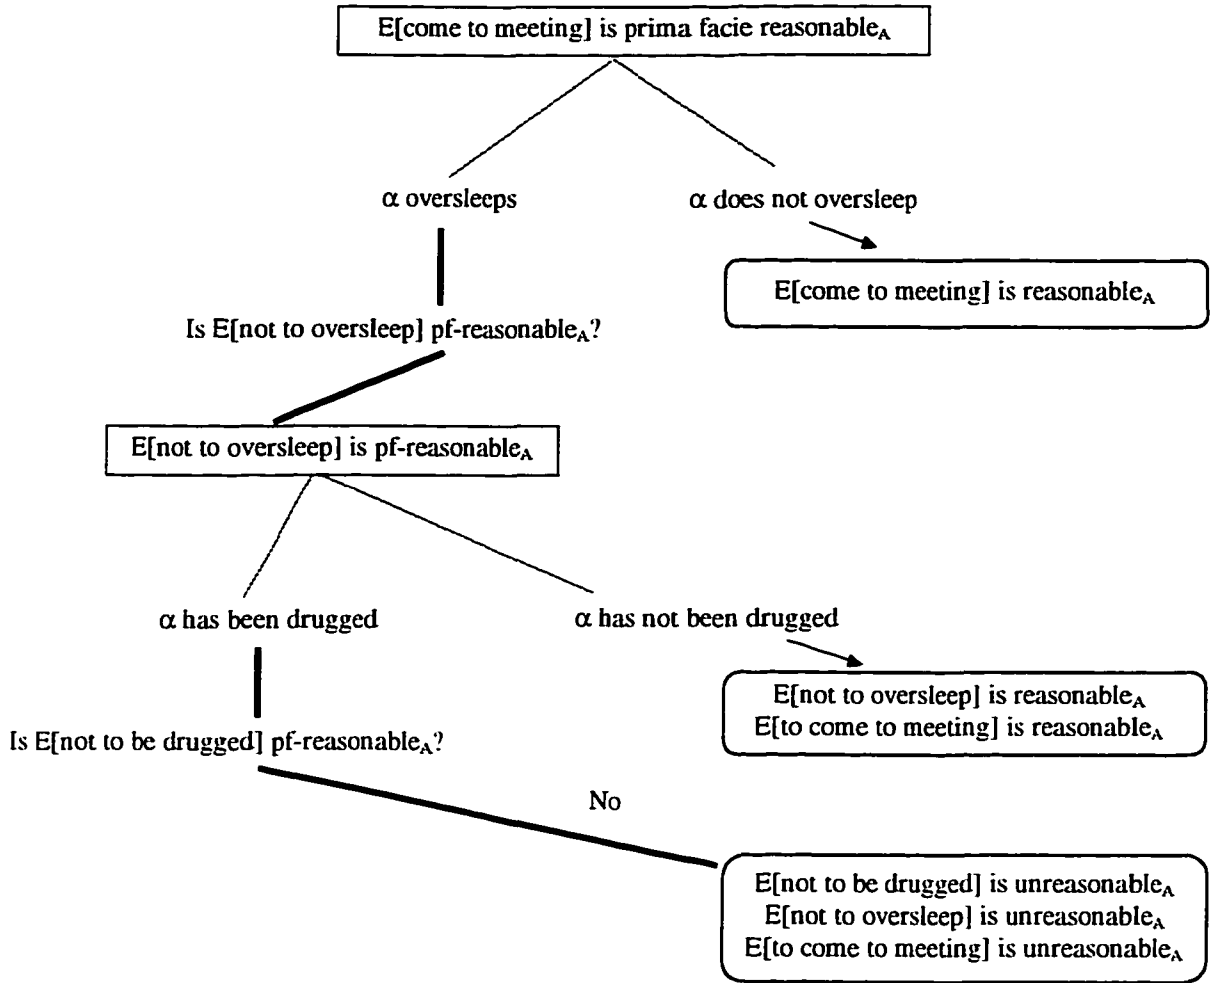 E[come to meeting] is prima facie reasonable_A
α oversleeps
α does not oversleep
E[come to meeting] is reasonable_A
Is E[not to oversleep] pf-reasonable_A?
E[not to oversleep] is pf-reasonable_A
α has been drugged
α has not been drugged
E[not to oversleep] is reasonable_A
E[to come to meeting] is reasonable_A
Is E[not to be drugged] pf-reasonable_A?
No
E[not to be drugged] is unreasonable_A
E[not to oversleep] is unreasonable_A
E[to come to meeting] is unreasonable_A